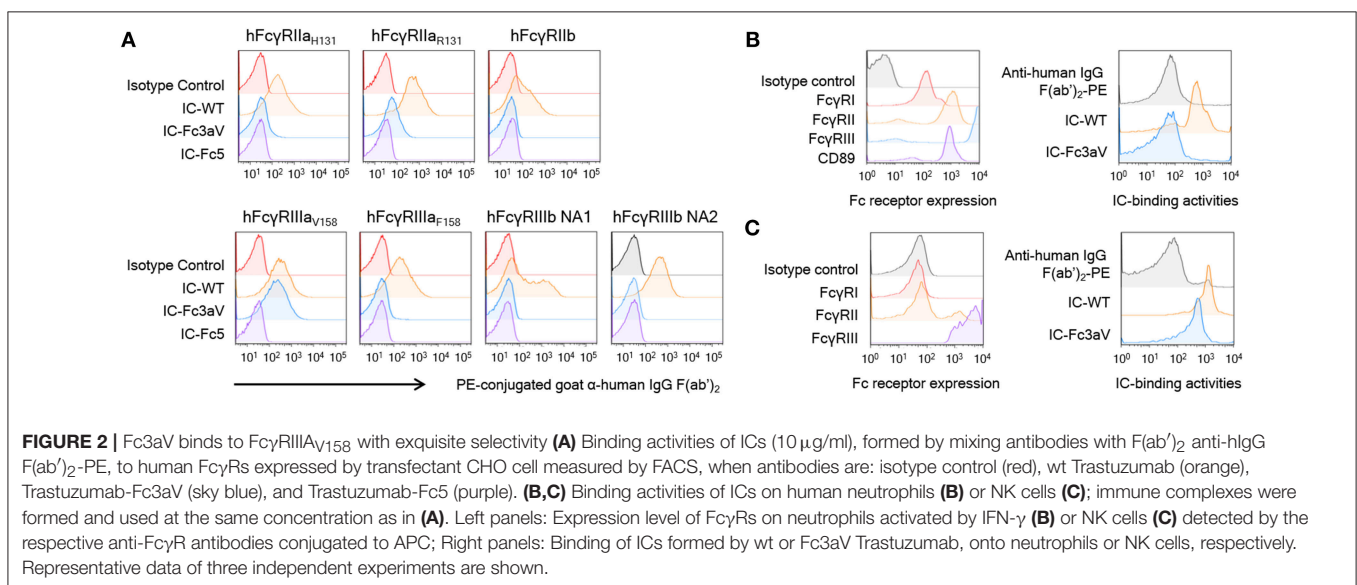 A
hFcγRIIa H131
hFcγRIIa R131
hFcγRIIb
Isotype Control
IC-WT
IC-Fc3aV
IC-Fc5
10¹ 10² 10³ 10⁴ 10⁵
10¹ 10² 10³ 10⁴ 10⁵
10¹ 10² 10³ 10⁴ 10⁵
hFcγRIIIa V158
hFcγRIIIa F158
hFcγRIIIb NA1
hFcγRIIIb NA2
Isotype Control
IC-WT
IC-Fc3aV
IC-Fc5
10¹ 10² 10³ 10⁴ 10⁵
10¹ 10² 10³ 10⁴ 10⁵
10¹ 10² 10³ 10⁴ 10⁵
10¹ 10² 10³ 10⁴ 10⁵
PE-conjugated goat α-human IgG F(ab')₂
B
Isotype control
FcγRI
FcγRII
FcγRIII
CD89
10⁰ 10¹ 10² 10³ 10⁴
Fc receptor expression
Anti-human IgG
F(ab')₂-PE
IC-WT
IC-Fc3aV
10⁰ 10¹ 10² 10³ 10⁴
IC-binding activities
C
Isotype control
FcγRI
FcγRII
FcγRIII
10⁰ 10¹ 10² 10³ 10⁴
Fc receptor expression
Anti-human IgG
F(ab')₂-PE
IC-WT
IC-Fc3aV
10⁰ 10¹ 10² 10³ 10⁴
IC-binding activities
FIGURE 2 | Fc3aV binds to FcγRIIIA V158 with exquisite selectivity (A) Binding activities of ICs (10 μg/ml), formed by mixing antibodies with F(ab′)₂ anti-hIgG
F(ab′)₂-PE, to human FcγRs expressed by transfectant CHO cell measured by FACS, when antibodies are: isotype control (red), wt Trastuzumab (orange),
Trastuzumab-Fc3aV (sky blue), and Trastuzumab-Fc5 (purple). (B,C) Binding activities of ICs on human neutrophils (B) or NK cells (C); immune complexes were
formed and used at the same concentration as in (A). Left panels: Expression level of FcγRs on neutrophils activated by IFN-γ (B) or NK cells (C) detected by the
respective anti-FcγR antibodies conjugated to APC; Right panels: Binding of ICs formed by wt or Fc3aV Trastuzumab, onto neutrophils or NK cells, respectively.
Representative data of three independent experiments are shown.